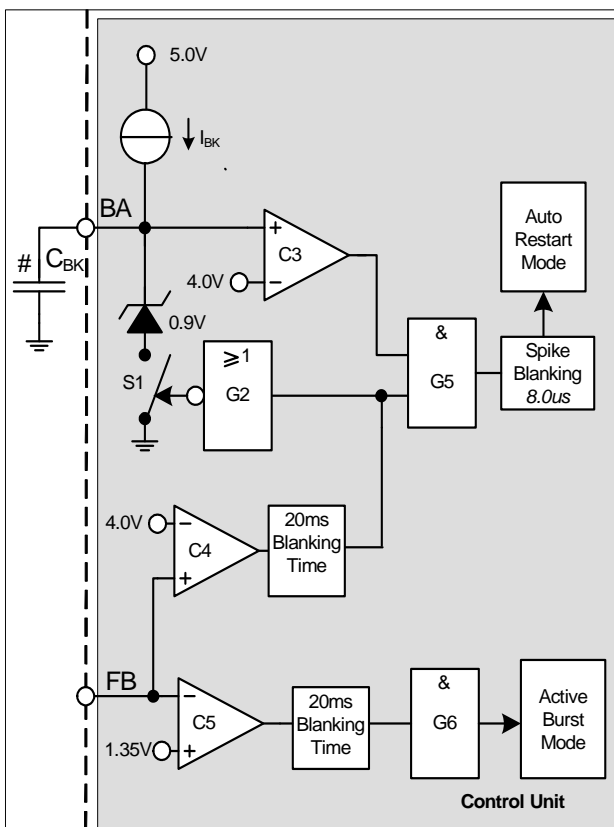 5.0V
I_BK
BA
# C_BK
C3
4.0V
0.9V
S1
≥1
G2
&
G5
Auto
Restart
Mode
Spike
Blanking
8.0us
4.0V
C4
20ms
Blanking
Time
FB
C5
1.35V
20ms
Blanking
Time
&
G6
Active
Burst
Mode
Control Unit